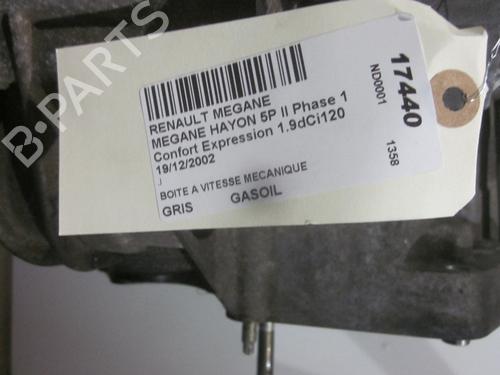 RENAULT MEGANE
MEGANE HAYON 5P II Phase 1
Confort Expression 1.9dCi120
19/12/2002
J
BOITE A VITESSE MECANIQUE
GRIS GASOIL
17440
ND0001
1358
B-PARTS
B-PARTS